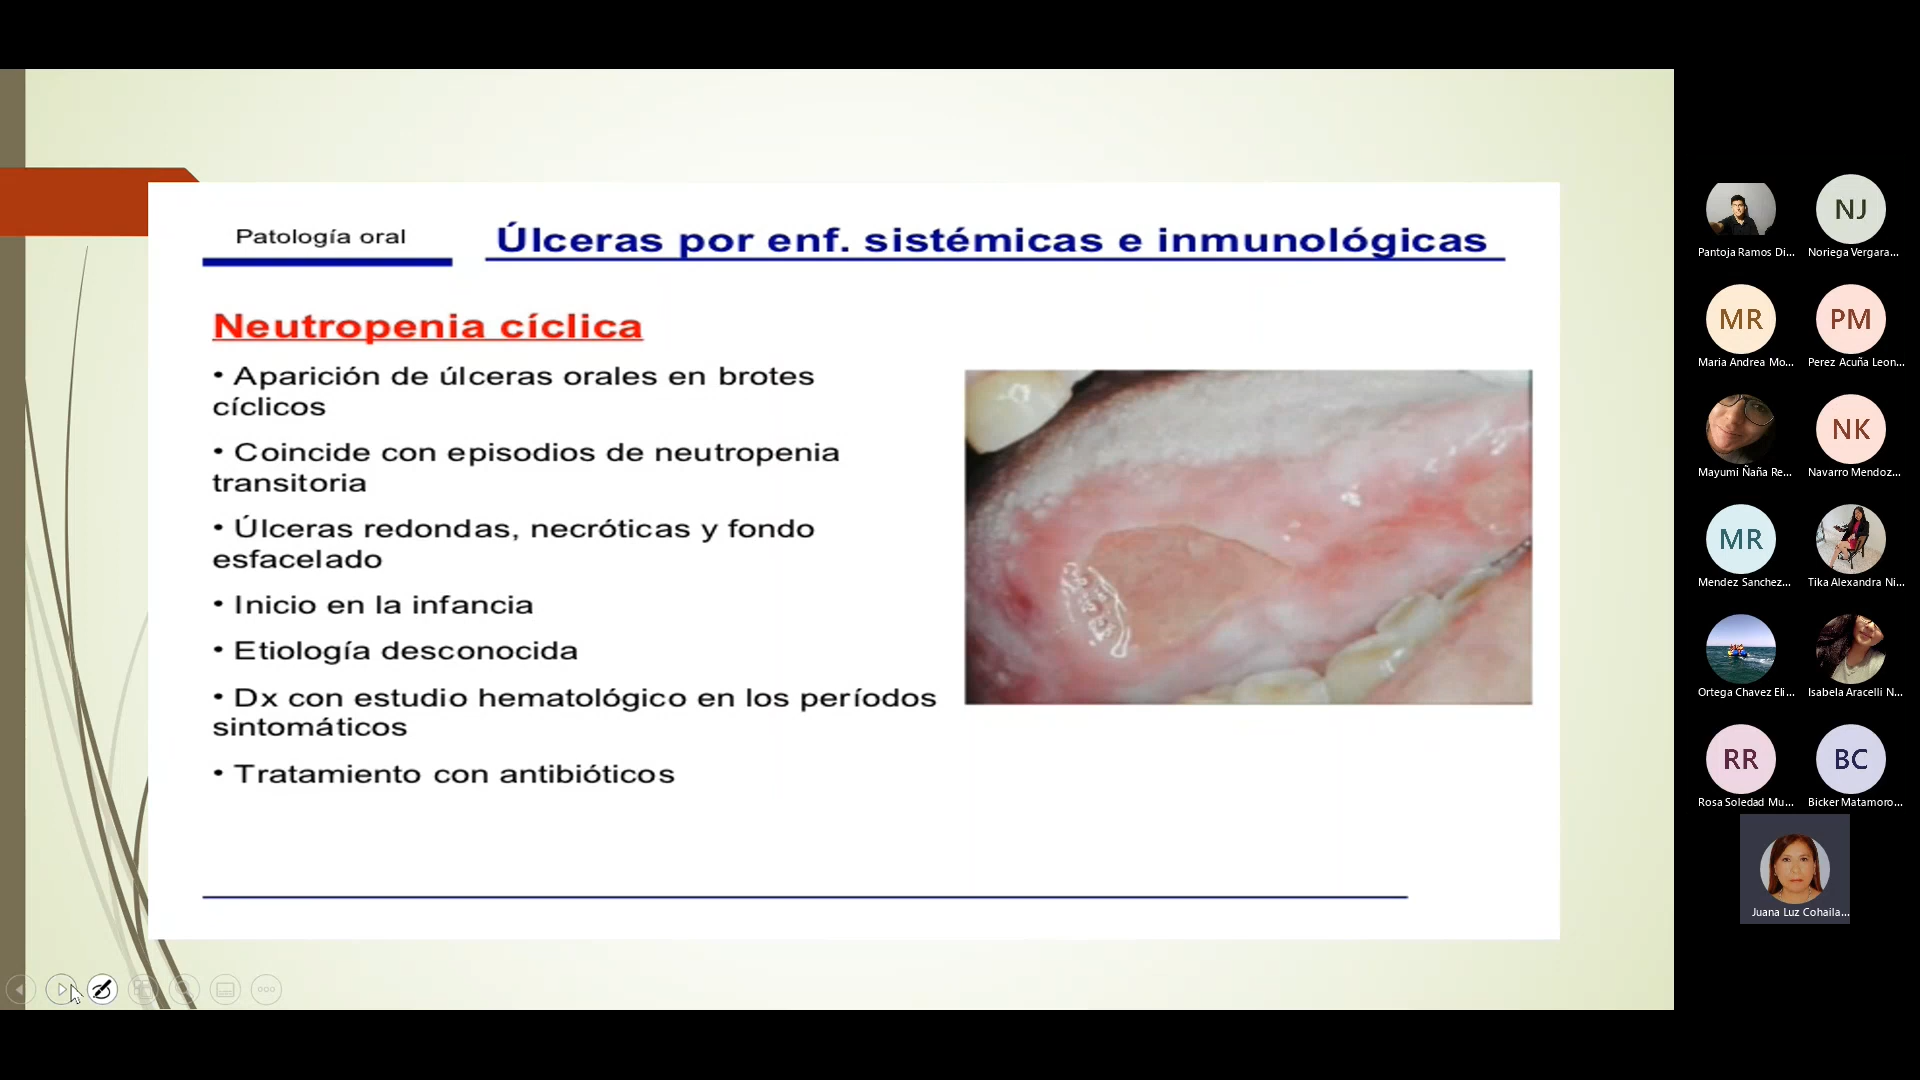 Patología oral
Úlceras por enf. sistémicas e inmunológicas
Neutropenia cíclica
• Aparición de úlceras orales en brotes
cíclicos
• Coincide con episodios de neutropenia
transitoria
• Úlceras redondas, necróticas y fondo
esfacelado
• Inicio en la infancia
• Etiología desconocida
• Dx con estudio hematológico en los períodos
sintomáticos
• Tratamiento con antibióticos
NJ
Pantoja Ramos Di...
Noriega Vergara...
MR
PM
Maria Andrea Mo...
Perez Acuña Leon...
NK
Mayumi Ñaña Re...
Navarro Mendoz...
MR
Mendez Sanchez...
Tika Alexandra Ni...
Ortega Chavez Eli...
Isabela Aracelli N...
RR
BC
Rosa Soledad Mu...
Bicker Matamoro...
Juana Luz Cohaila...